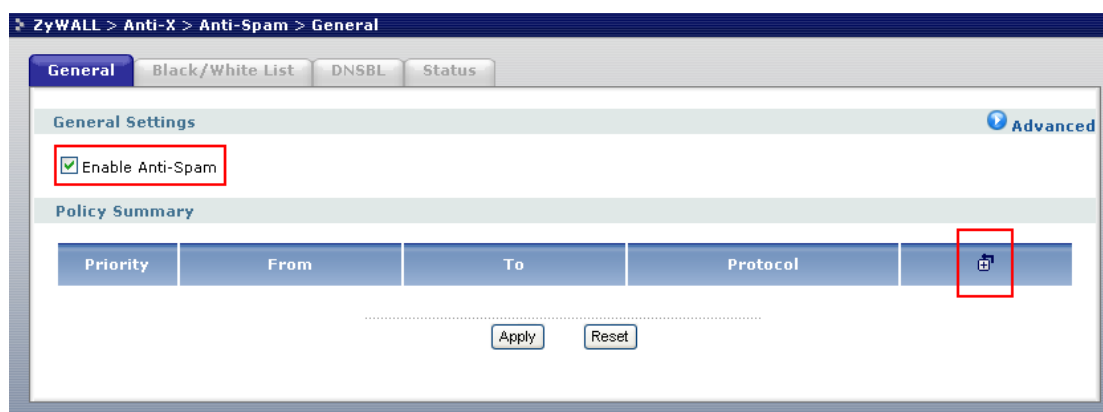 ZyWALL > Anti-X > Anti-Spam > General
General Black/White List DNSBL Status
General Settings Advanced
Enable Anti-Spam
Policy Summary
Priority From To Protocol
Apply Reset